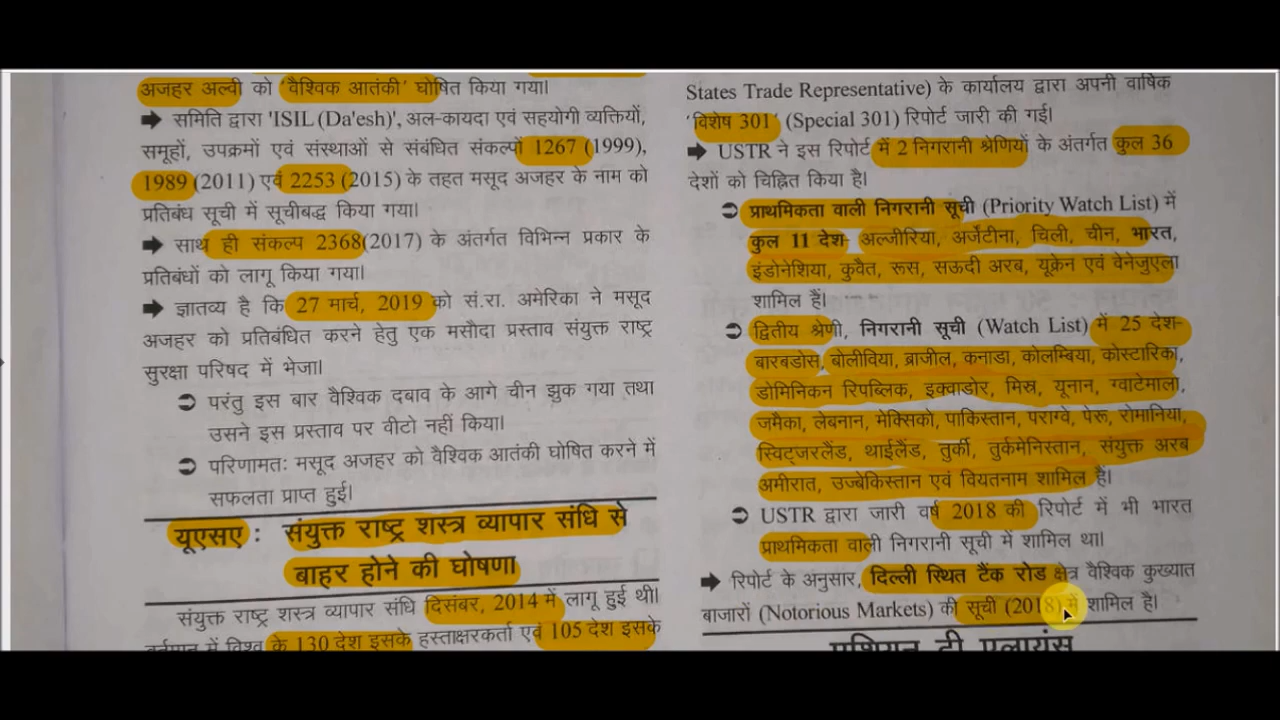 अजहर अल्वी को 'वैश्विक आतंकी' घोषित किया गया।
➡ समिति द्वारा 'ISIL (Da'esh)', अल-कायदा एवं सहयोगी व्यक्तियों,
समूहों, उपक्रमों एवं संस्थाओं से संबंधित संकल्पों 1267 (1999),
1989 (2011) एवं 2253 (2015) के तहत मसूद अजहर के नाम को
प्रतिबंध सूची में सूचीबद्ध किया गया।
➡ साथ ही संकल्प 2368(2017) के अंतर्गत विभिन्न प्रकार के
प्रतिबंधों को लागू किया गया।
➡ ज्ञातव्य है कि 27 मार्च, 2019 को सं.रा. अमेरिका ने मसूद
अजहर को प्रतिबंधित करने हेतु एक मसौदा प्रस्ताव संयुक्त राष्ट्र
सुरक्षा परिषद में भेजा।
⮊ परंतु इस बार वैश्विक दबाव के आगे चीन झुक गया तथा
उसने इस प्रस्ताव पर वीटो नहीं किया।
⮊ परिणामतः मसूद अजहर को वैश्विक आतंकी घोषित करने में
सफलता प्राप्त हुई।
यूएसए : संयुक्त राष्ट्र शस्त्र व्यापार संधि से
बाहर होने की घोषणा
संयुक्त राष्ट्र शस्त्र व्यापार संधि दिसंबर, 2014 में लागू हुई थी।
वर्तमान में विश्व के 130 देश इसके हस्ताक्षरकर्ता एवं 105 देश इसके
States Trade Representative) के कार्यालय द्वारा अपनी वार्षिक
'विशेष 301' (Special 301) रिपोर्ट जारी की गई।
➡ USTR ने इस रिपोर्ट में 2 निगरानी श्रेणियों के अंतर्गत कुल 36
देशों को चिह्नित किया है।
⮊ प्राथमिकता वाली निगरानी सूची (Priority Watch List) में
कुल 11 देश- अल्जीरिया, अर्जेंटीना, चिली, चीन, भारत,
इंडोनेशिया, कुवैत, रूस, सऊदी अरब, यूक्रेन एवं वेनेजुएला
शामिल हैं।
⮊ द्वितीय श्रेणी, निगरानी सूची (Watch List) में 25 देश-
बारबडोस, बोलीविया, ब्राजील, कनाडा, कोलम्बिया, कोस्टारिका,
डोमिनिकन रिपब्लिक, इक्वाडोर, मिस्र, यूनान, ग्वाटेमाला,
जमैका, लेबनान, मेक्सिको, पाकिस्तान, पराग्वे, पेरू, रोमानिया,
स्विट्जरलैंड, थाईलैंड, तुर्की, तुर्कमेनिस्तान, संयुक्त अरब
अमीरात, उज्बेकिस्तान एवं वियतनाम शामिल है।
⮊ USTR द्वारा जारी वर्ष 2018 की रिपोर्ट में भी भारत
प्राथमिकता वाली निगरानी सूची में शामिल था।
➡ रिपोर्ट के अनुसार, दिल्ली स्थित टैंक रोड क्षेत्र वैश्विक कुख्यात
बाजारों (Notorious Markets) की सूची (2018) में शामिल है।
एशियन टी एलायंस